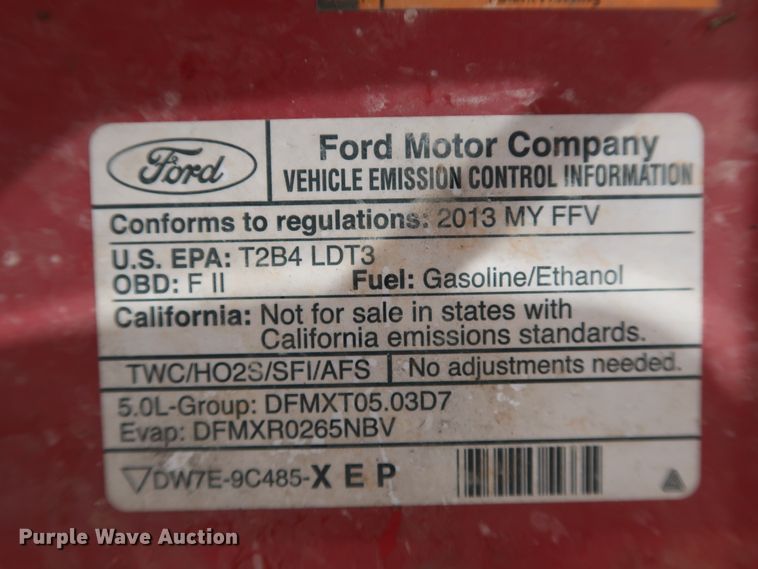 Ford
Ford Motor Company
VEHICLE EMISSION CONTROL INFORMATION
Conforms to regulations: 2013 MY FFV
U.S. EPA: T2B4 LDT3
OBD: F II Fuel: Gasoline/Ethanol
California: Not for sale in states with
California emissions standards.
TWC/HO2S/SFI/AFS No adjustments needed.
5.0L-Group: DFMXT05.03D7
Evap: DFMXR0265NBV
DW7E-9C485-X E P
Purple Wave Auction